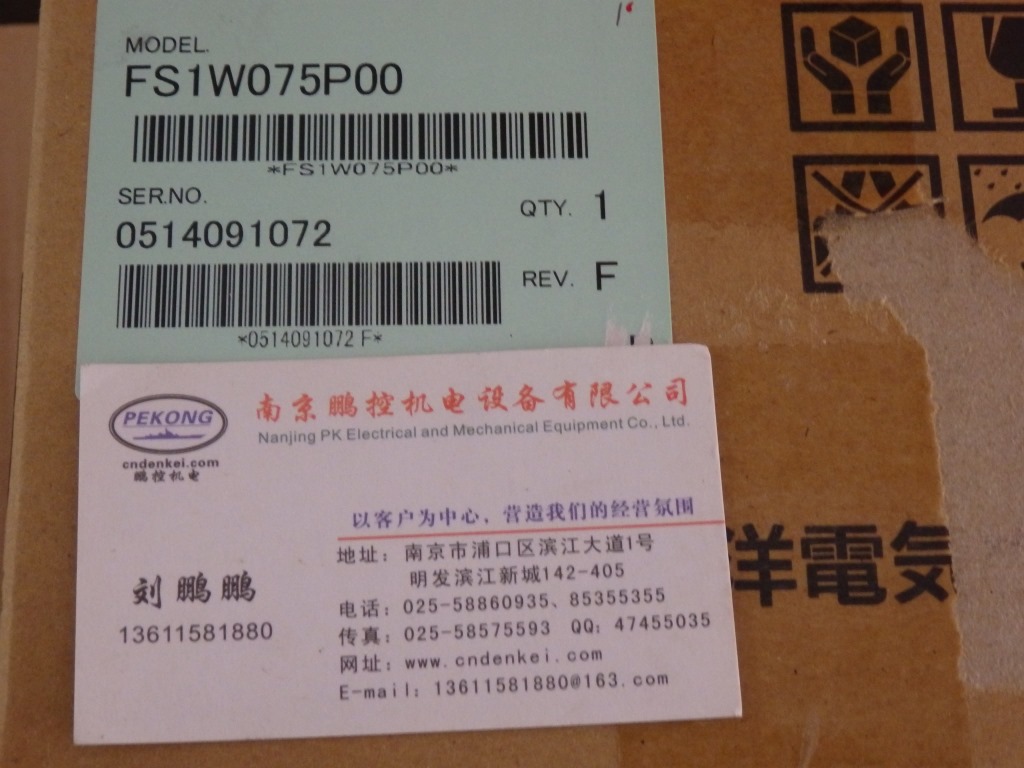 MODEL.
FS1W075P00
*FS1W075P00*
SER.NO.
QTY. 1
0514091072
REV. F
*0514091072 F*
PEKONG
cndenkei.com
鹏控机电
南京鹏控机电设备有限公司
Nanjing PK Electrical and Mechanical Equipment Co., Ltd.
以客户为中心，营造我们的经营氛围
地址：南京市浦口区滨江大道1号
明发滨江新城142-405
刘鹏鹏
13611581880
电话：025-58860935、85355355
传真：025-58575593 QQ：47455035
网址：www.cndenkei.com
E-mail：13611581880@163.com
洋電気